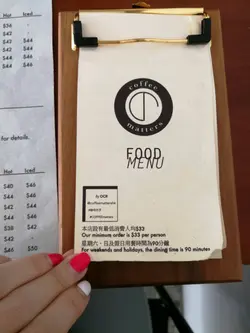 Hot Iced
$34 -
$42
$42 $44
$42 $44
$44 $46
$44 $46
for details.
Hot Iced
$40 $44
$42 $46
$42 $46
$42 $46
$46 $50
coffee
matters
FOOD
MENU
本店設有最低消費人均$33
Our minimum order is $33 per person
星期六、日及假日用餐時間為90分鐘
For weekends and holidays, the dining time is 90 minutes